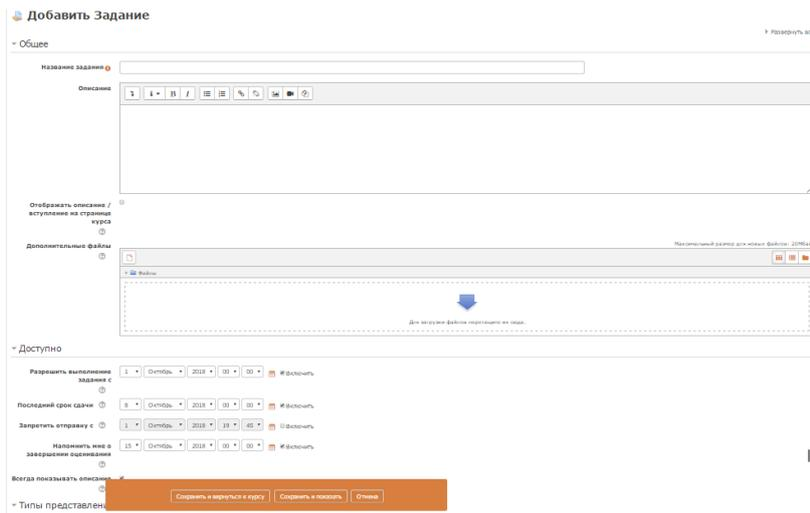 Добавить Задание
Развернуть
Общее
Название задания
Описание
Отображать описание /
вступление на странице
курса
Дополнительные файлы
Максимальный размер для новых файлов: 20Мбай
Файлы
Для загрузки файлов перетащите их сюда.
Доступно
Разрешить выполнение
задания с
1 Октябрь 2018 00 00 Включить
Последний срок сдачи 8 Октябрь 2018 00 00 Включить
Запретить отправку с 1 Октябрь 2018 19 45 Включить
Напомнить мне о
завершении оценивания
15 Октябрь 2018 00 00 Включить
Всегда показывать описание
Сохранить и вернуться к курсу Сохранить и показать Отмена
Типы представлени